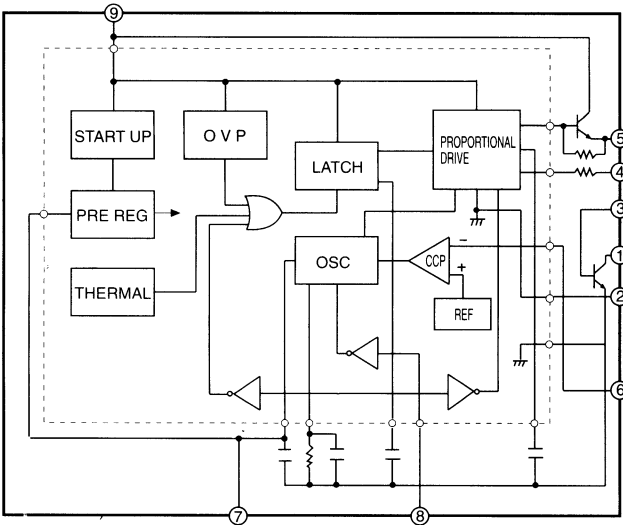 9
START UP
O V P
LATCH
PROPORTIONAL
DRIVE
5
4
PRE REG
3
OSC
CCP
−
+
1
THERMAL
REF
2
6
7
8